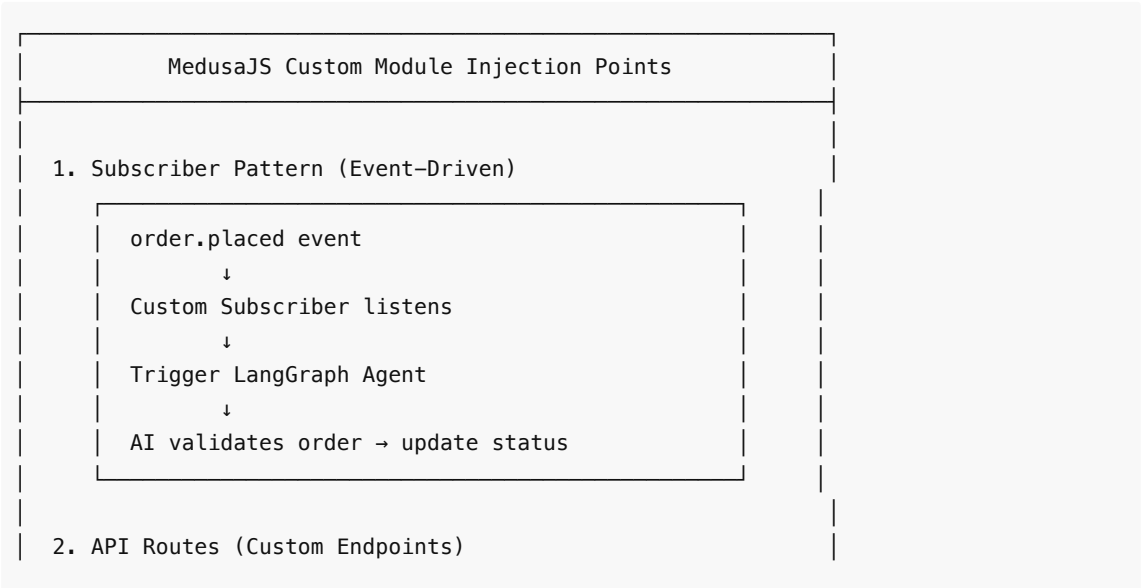 MedusaJS Custom Module Injection Points
1. Subscriber Pattern (Event-Driven)
order.placed event
↓
Custom Subscriber listens
↓
Trigger LangGraph Agent
↓
AI validates order → update status
2. API Routes (Custom Endpoints)